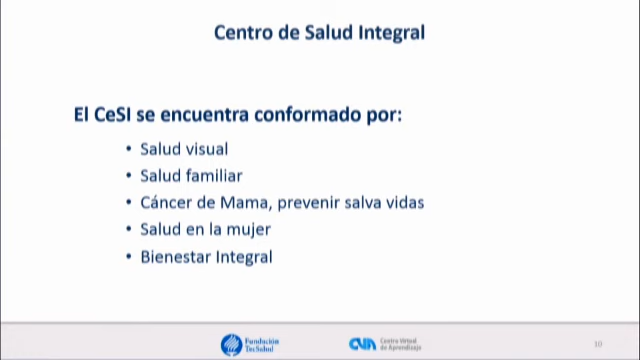 Centro de Salud Integral
El CeSI se encuentra conformado por:
• Salud visual
• Salud familiar
• Cáncer de Mama, prevenir salva vidas
• Salud en la mujer
• Bienestar Integral
Fundación
TecSalud
Centro Virtual
de Aprendizaje
10